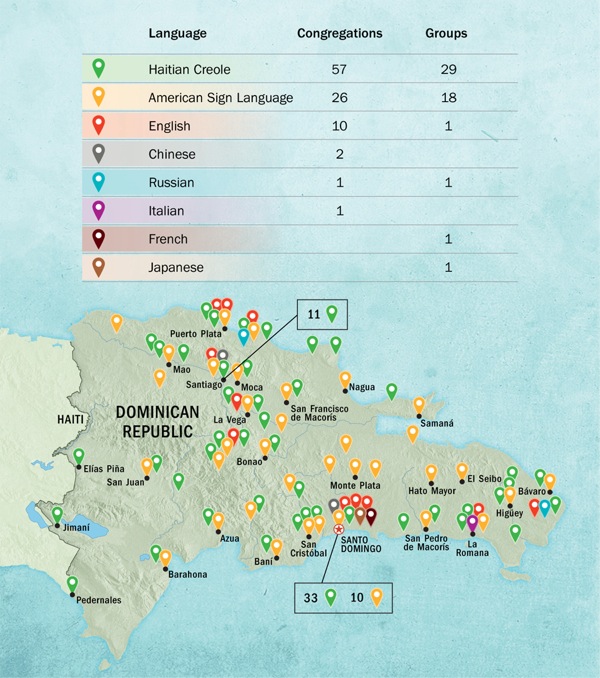 Language Congregations Groups
Haitian Creole 57 29
American Sign Language 26 18
English 10 1
Chinese 2
Russian 1 1
Italian 1
French 1
Japanese 1
11
Puerto Plata
Mao
Santiago
Moca
Nagua
DOMINICAN
REPUBLIC
San Francisco
de Macorís
La Vega
Samaná
HAITI
Bonao
Elías Piña
San Juan
Monte Plata
Hato Mayor
El Seibo
Bávaro
Higüey
Jimaní
Azua
San
Cristóbal
SANTO
DOMINGO
San Pedro
de Macorís
La
Romana
Baní
Barahona
Pedernales
33 10